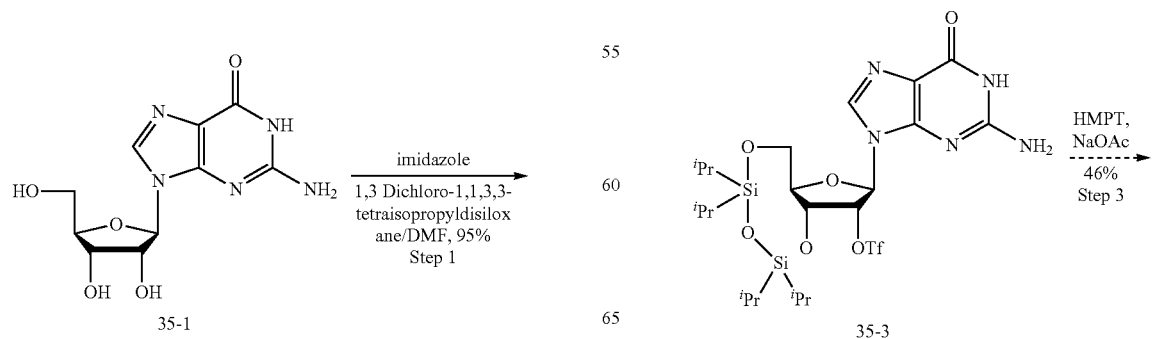 O
N
NH
N
N
NH2
HO
O
OH
OH
35-1
imidazole
1,3 Dichloro-1,1,3,3-
tetraisopropyldisilox
ane/DMF, 95%
Step 1
55
60
65
O
N
NH
N
N
NH2
O
iPr
Si
iPr
O
O
Si
O
OTf
iPr
iPr
35-3
HMPT,
NaOAc
46%
Step 3